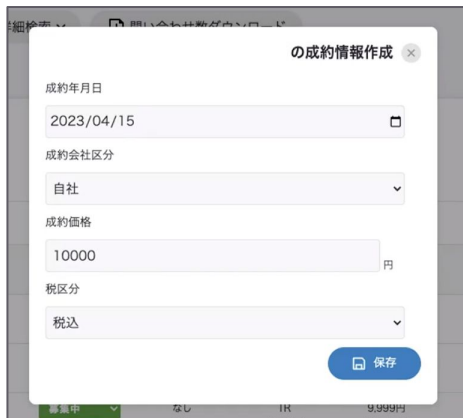 詳細検索
問い合わせ数ダウンロード
の成約情報作成
成約年月日
2023/04/15
成約会社区分
自社
成約価格
10000
円
税区分
税込
保存
募集中 なし 1R 9,999円